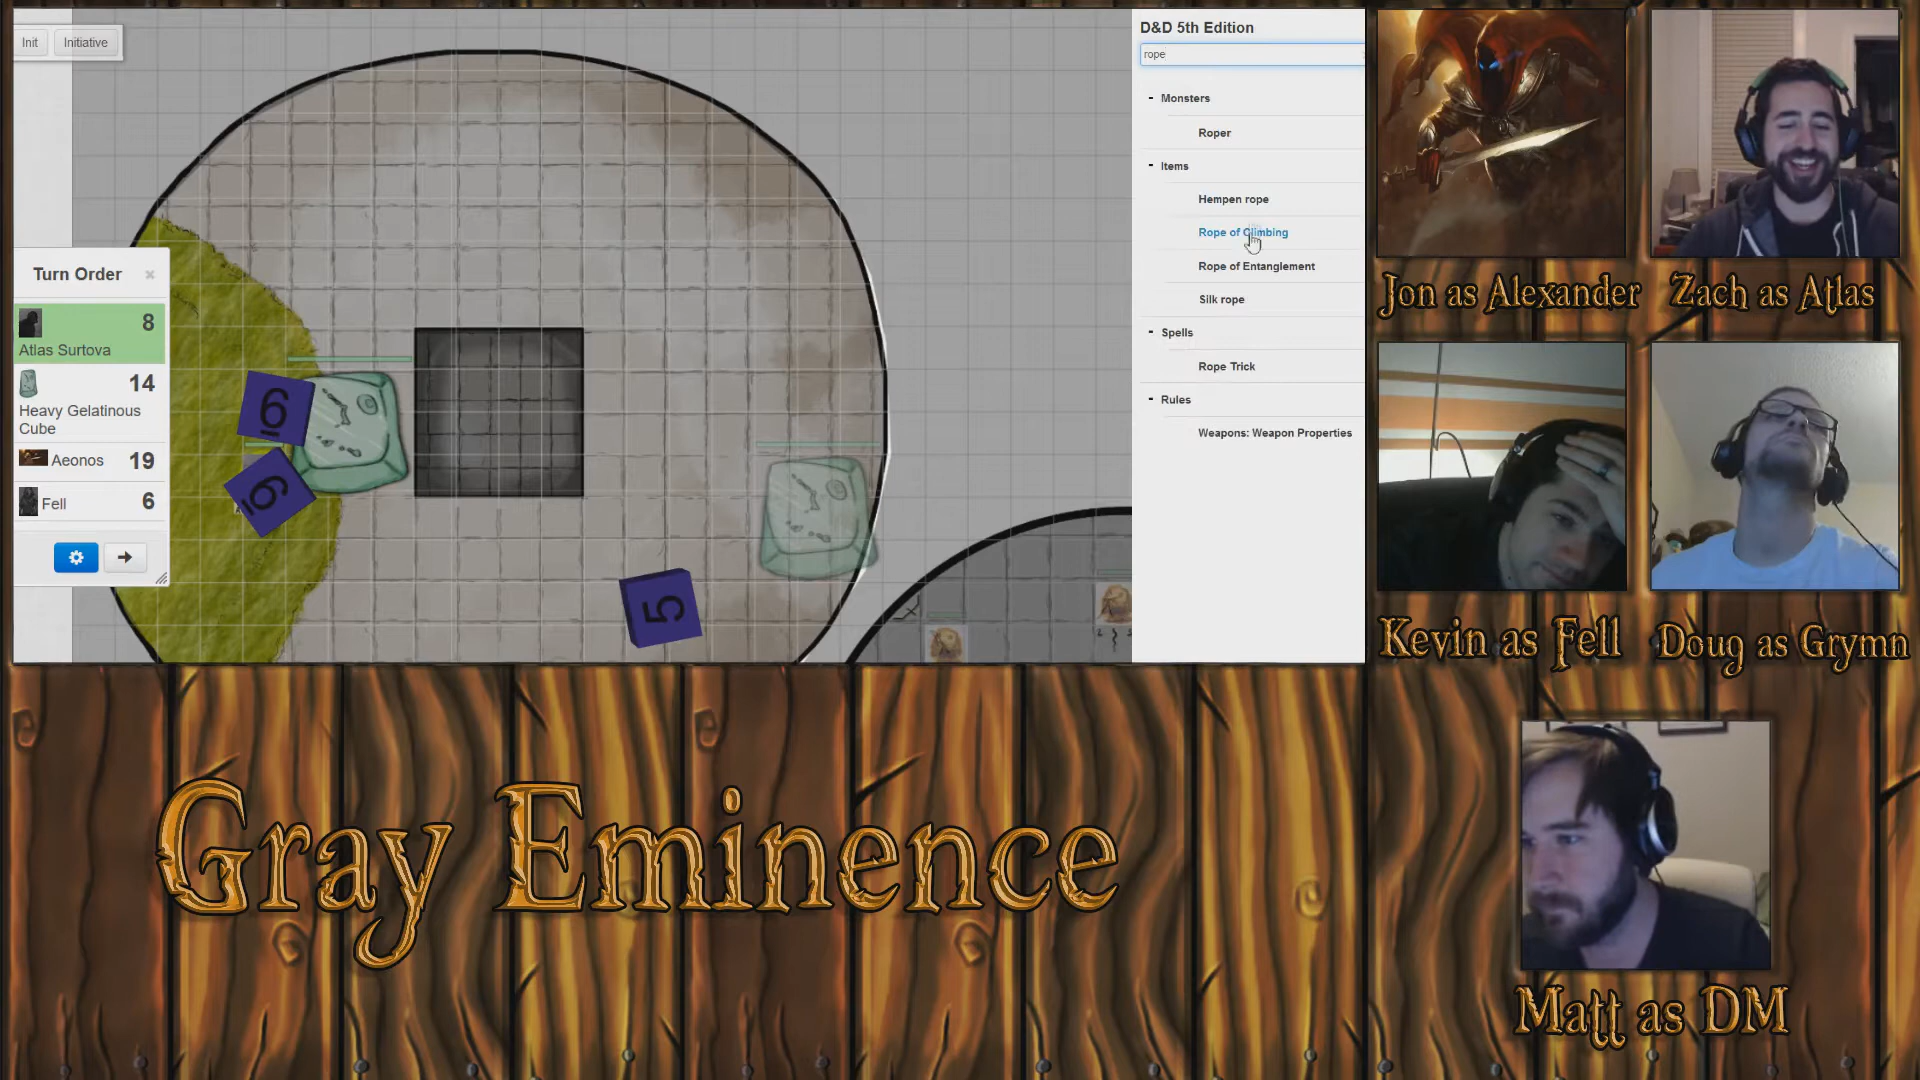 Init
Initiative
Turn Order
×
8
Atlas Surtova
14
Heavy Gelatinous
Cube
Aeonos
19
Fell
6
6
6
5
D&D 5th Edition
rope
Monsters
Roper
Items
Hempen rope
Rope of Climbing
Rope of Entanglement
Silk rope
Spells
Rope Trick
Rules
Weapons: Weapon Properties
Jon as Alexander
Zach as Atlas
Kevin as Fell
Doug as Grymn
Matt as DM
Gray Eminence